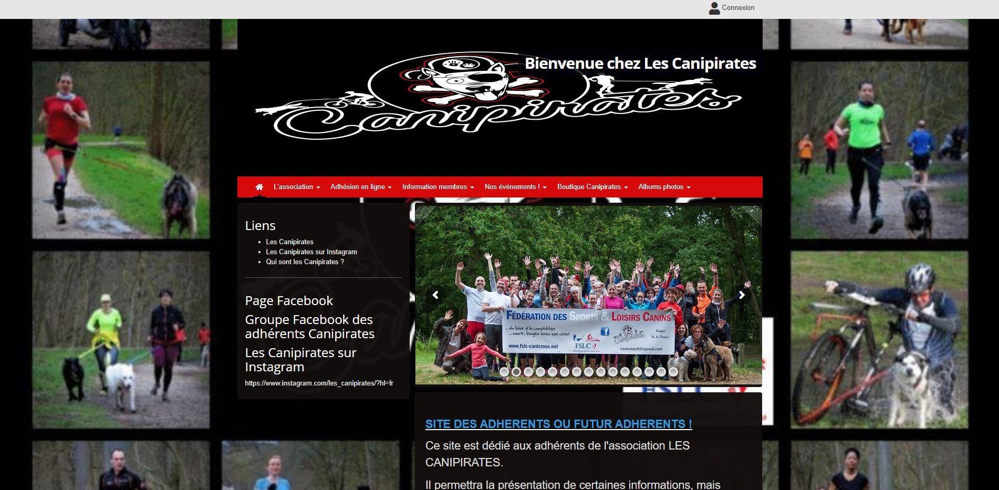 Connexion
Bienvenue chez Les Canipirates
Canipirates
L'association
Adhésion en ligne
Information membres
Nos événements !
Boutique Canipirates
Albums photos
Liens
Les Canipirates
Les Canipirates sur Instagram
Qui sont les Canipirates ?
Page Facebook
Groupe Facebook des
adhérents Canipirates
Les Canipirates sur
Instagram
https://www.instagram.com/les_canipirates/?hl=fr
FÉDÉRATION DES SPORTS & LOISIRS CANINS
... du loisir à la compétition
... courir, bouger avec son chien
Région
Ile de France
Canipirates
www.fslc-canicross.net
FSLC
canicross92@gmail.com
FSLC
SITE DES ADHERENTS OU FUTUR ADHERENTS !
Ce site est dédié aux adhérents de l'association LES
CANIPIRATES.
Il permettra la présentation de certaines informations, mais